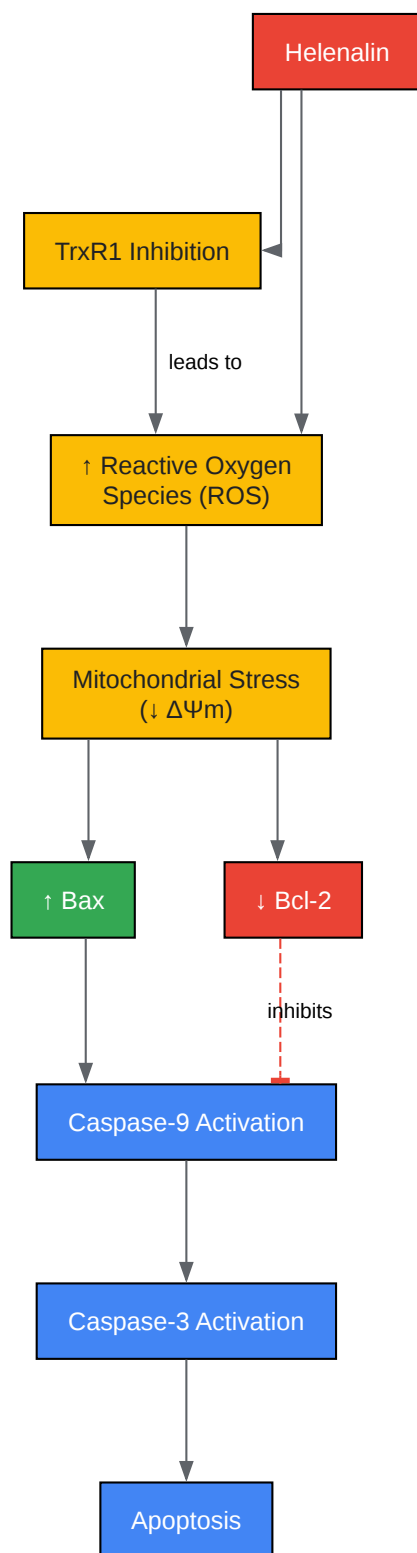 Helenalin
TrxR1 Inhibition
leads to
↑ Reactive Oxygen
Species (ROS)
Mitochondrial Stress
(↓ ΔΨm)
↑ Bax
↓ Bcl-2
inhibits
Caspase-9 Activation
Caspase-3 Activation
Apoptosis